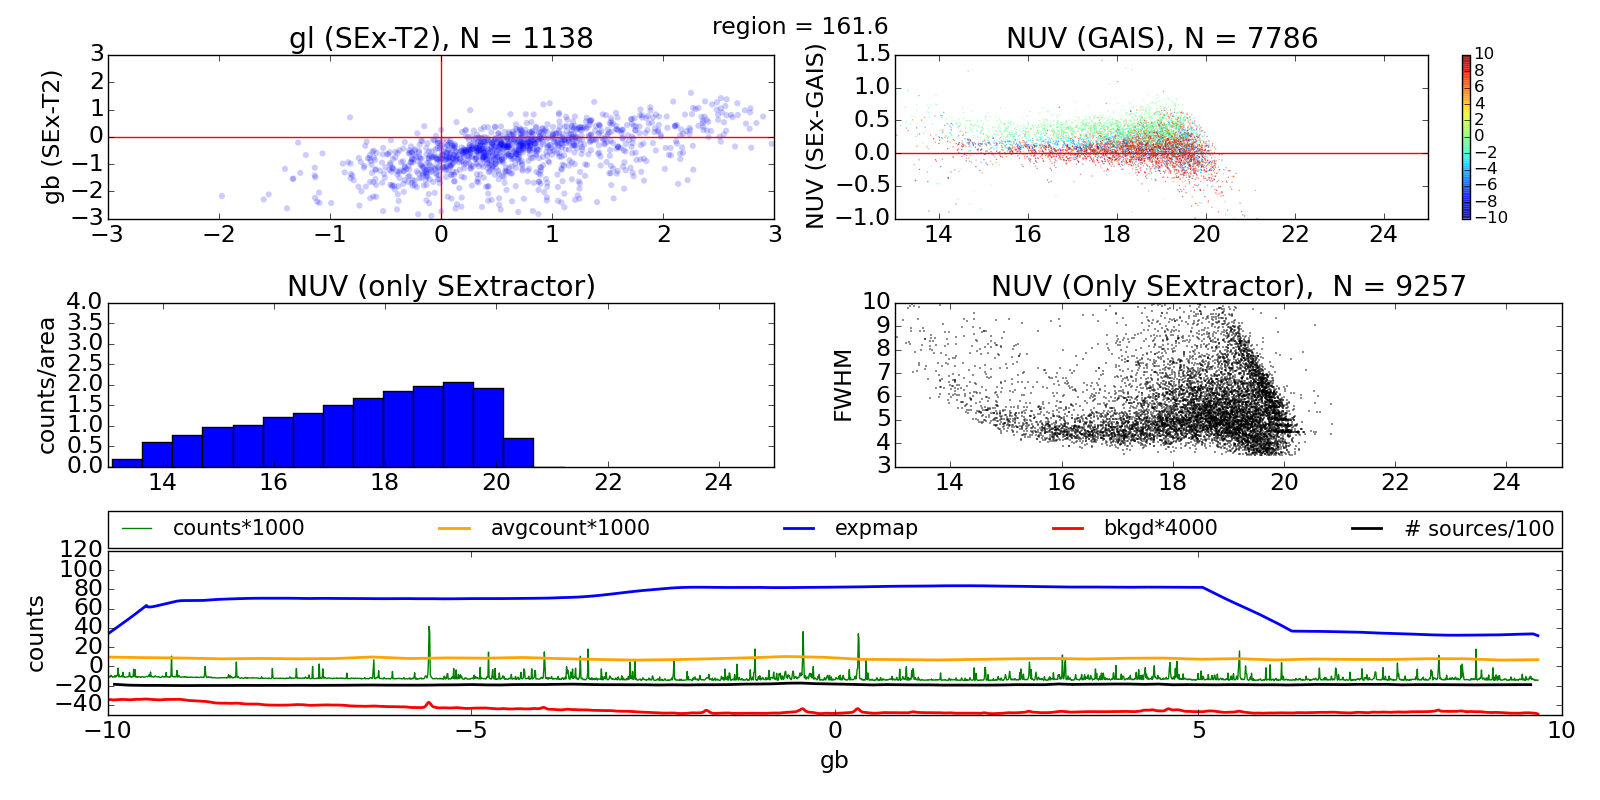 region = 161.6
gl (SEx-T2), N = 1138
3
2
1
0
−1
−2
−3
gb (SEx-T2)
−3 −2 −1 0 1 2 3
NUV (GAIS), N = 7786
1.5
1.0
0.5
0.0
−0.5
−1.0
NUV (SEx-GAIS)
14 16 18 20 22 24
10
8
6
4
2
0
−2
−4
−6
−8
−10
NUV (only SExtractor)
4.0
3.5
3.0
2.5
2.0
1.5
1.0
0.5
0.0
counts/area
14 16 18 20 22 24
NUV (Only SExtractor),  N = 9257
10
9
8
7
6
5
4
3
FWHM
14 16 18 20 22 24
counts*1000 avgcount*1000 expmap bkgd*4000 # sources/100
120
100
80
60
40
20
0
−20
−40
counts
−10 −5 0 5 10
gb